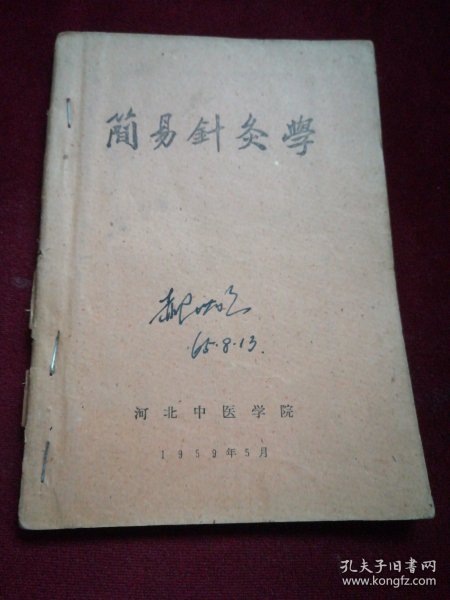 簡易針灸學
65.8.13.
河北中医学院
1959年5月
孔夫子旧书网
www.kongfz.com